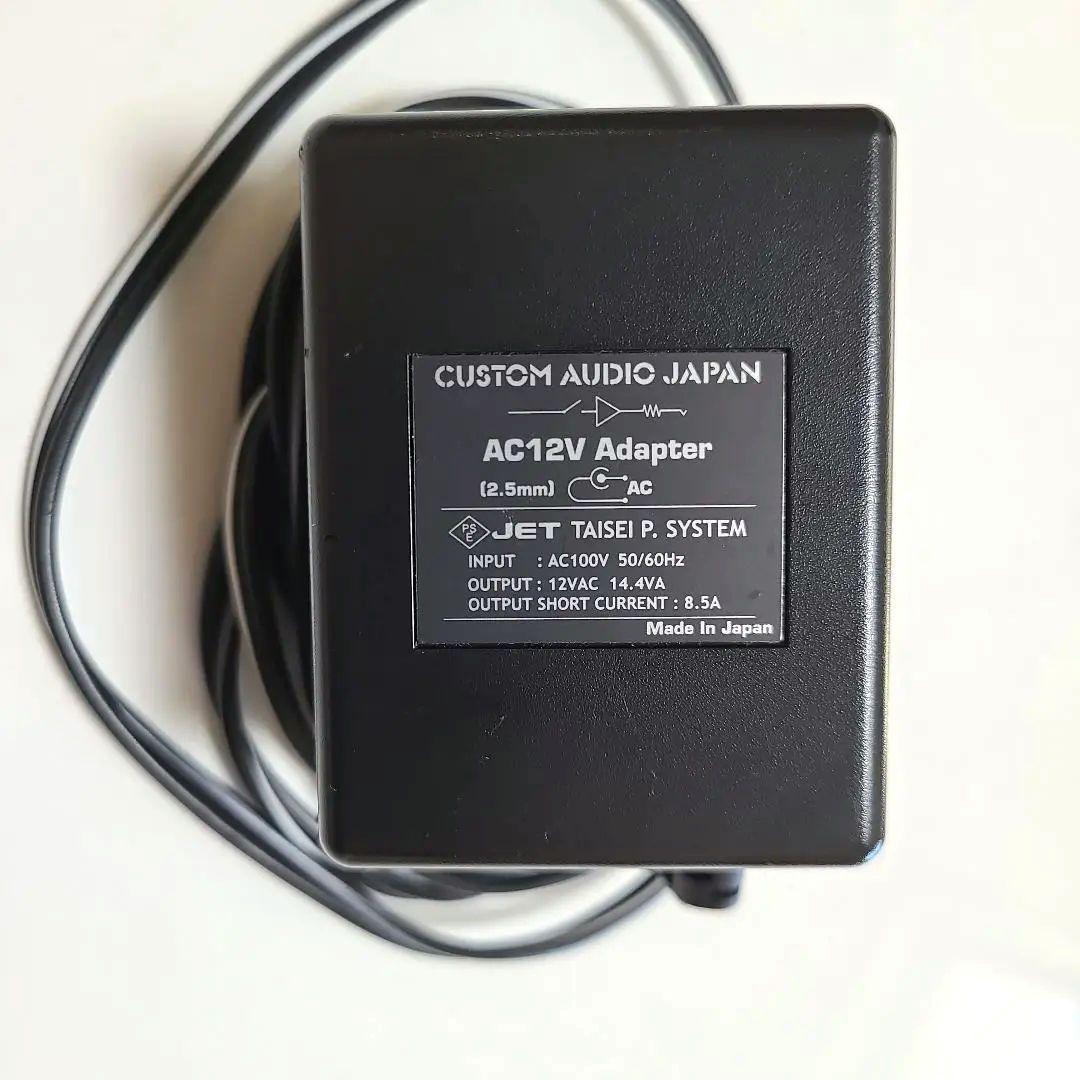 CUSTOM AUDIO JAPAN
AC12V Adapter
(2.5mm) AC
PSE JET TAISEI P. SYSTEM
INPUT : AC100V 50/60Hz
OUTPUT : 12VAC 14.4VA
OUTPUT SHORT CURRENT : 8.5A
Made In Japan